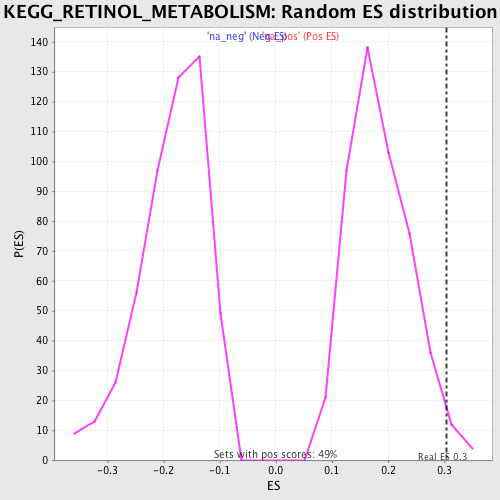 KEGG_RETINOL_METABOLISM: Random ES distribution
'na_neg' (Neg ES)
'na_pos' (Pos ES)
140
130
120
110
100
90
80
70
60
50
40
30
20
10
0
P(ES)
Sets with pos scores: 49%
Real ES 0.3
-0.3 -0.2 -0.1 0.0 0.1 0.2 0.3
ES